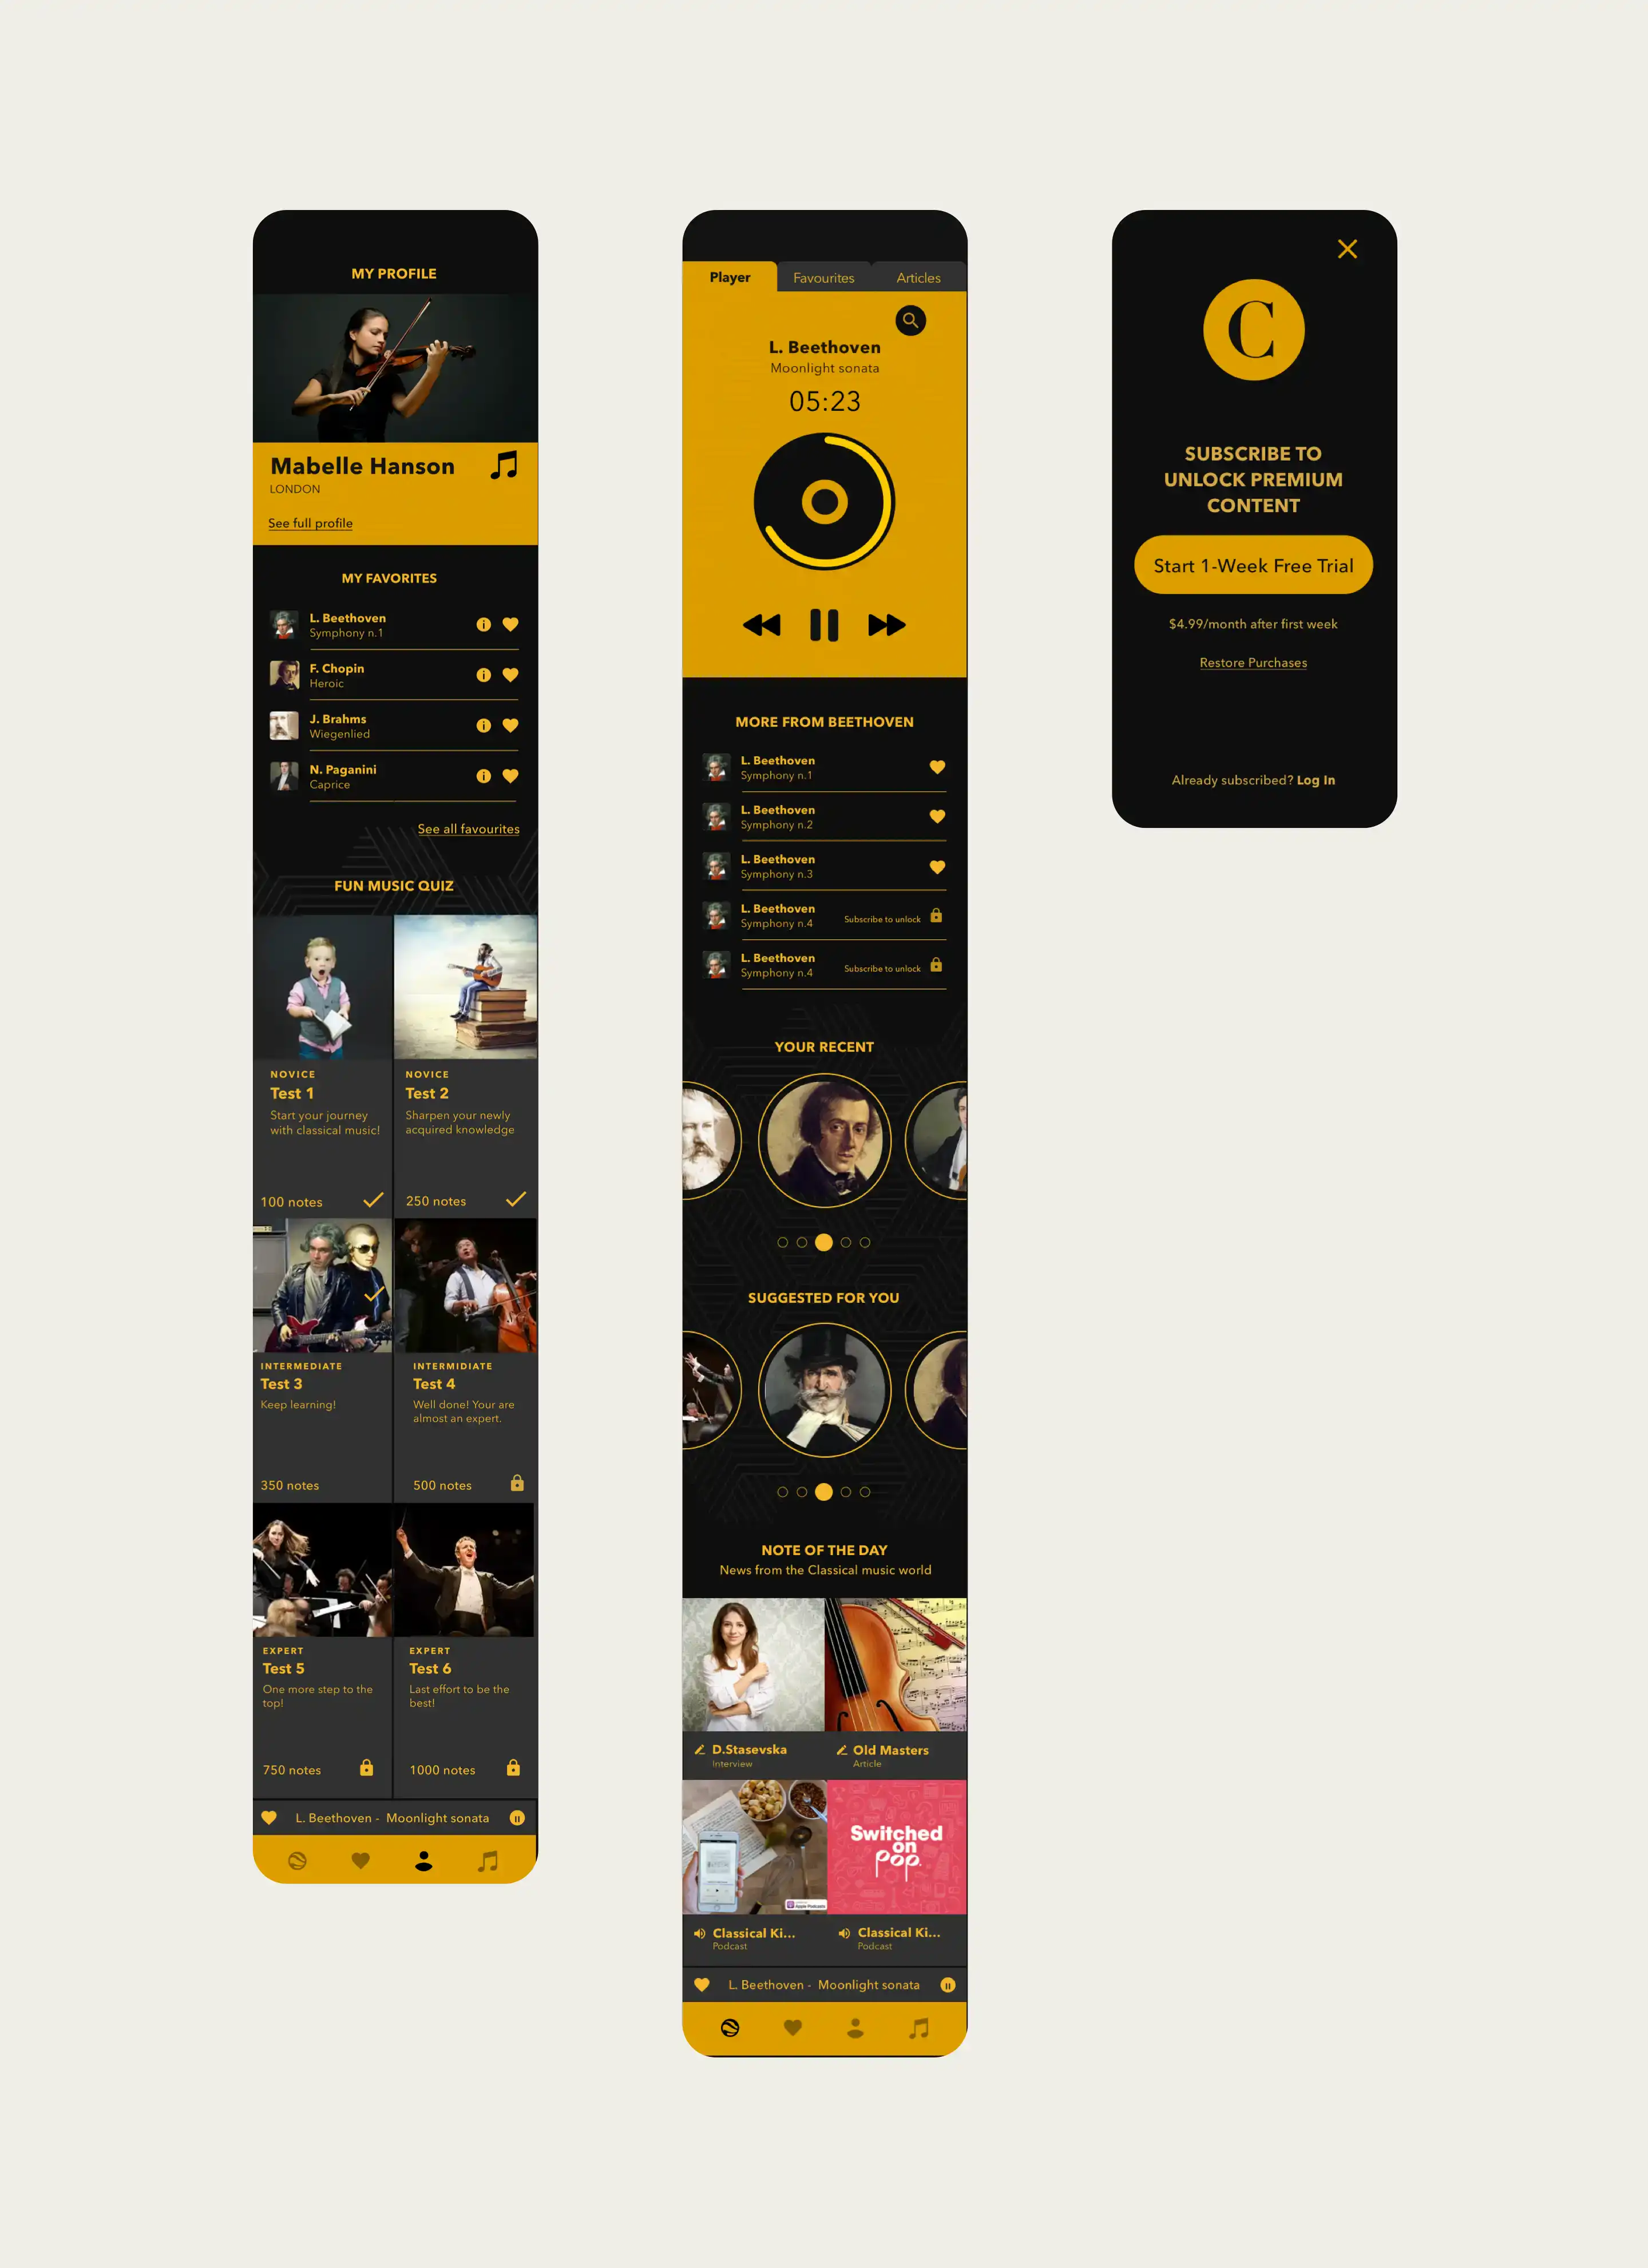 MY PROFILE
Mabelle Hanson
LONDON
See full profile
MY FAVORITES
L. Beethoven
Symphony n.1
F. Chopin
Heroic
J. Brahms
Wiegenlied
N. Paganini
Caprice
See all favourites
FUN MUSIC QUIZ
NOVICE
Test 1
Start your journey
with classical music!
100 notes
NOVICE
Test 2
Sharpen your newly
acquired knowledge
250 notes
INTERMEDIATE
Test 3
Keep learning!
350 notes
INTERMIDIATE
Test 4
Well done! Your are
almost an expert.
500 notes
EXPERT
Test 5
One more step to the
top!
750 notes
EXPERT
Test 6
Last effort to be the
best!
1000 notes
L. Beethoven - Moonlight sonata
Player
Favourites
Articles
L. Beethoven
Moonlight sonata
05:23
MORE FROM BEETHOVEN
L. Beethoven
Symphony n.1
L. Beethoven
Symphony n.2
L. Beethoven
Symphony n.3
L. Beethoven
Symphony n.4
Subscribe to unlock
L. Beethoven
Symphony n.4
Subscribe to unlock
YOUR RECENT
SUGGESTED FOR YOU
NOTE OF THE DAY
News from the Classical music world
D.Stasevska
Interview
Old Masters
Article
Apple Podcasts
Switched
on
pop.
Classical Ki...
Podcast
Classical Ki...
Podcast
L. Beethoven - Moonlight sonata
C
SUBSCRIBE TO
UNLOCK PREMIUM
CONTENT
Start 1-Week Free Trial
$4.99/month after first week
Restore Purchases
Already subscribed? Log In